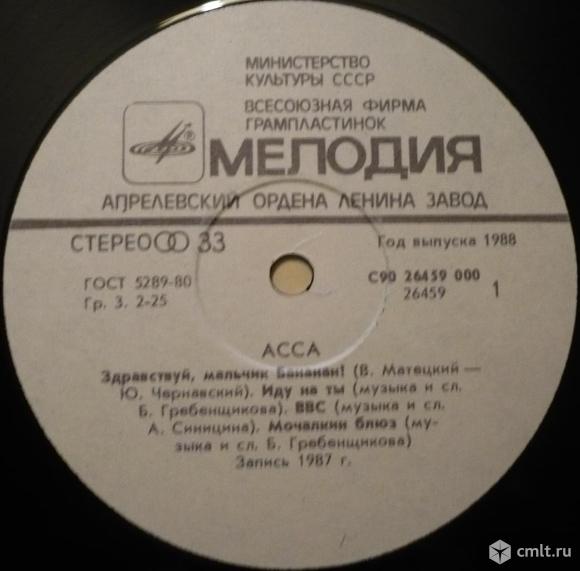 МИНИСТЕРСТВО
КУЛЬТУРЫ СССР
ВСЕСОЮЗНАЯ ФИРМА
ГРАМПЛАСТИНОК
МЕЛОДИЯ
АПРЕЛЕВСКИЙ ОРДЕНА ЛЕНИНА ЗАВОД
СТЕРЕО 33
Год выпуска 1988
ГОСТ 5289-80
Гр. 3. 2-25
С90 26459 000
26459
1
АССА
Здравствуй, мальчик Бананан! (В. Матецкий —
Ю. Чернавский). Иду на ты (музыка и сл.
Б. Гребенщикова). ВВС (музыка и сл.
А. Синицина). Мочалкин блюз (му-
зыка и сл. Б. Гребенщикова)
Запись 1987 г.
cmlt.ru